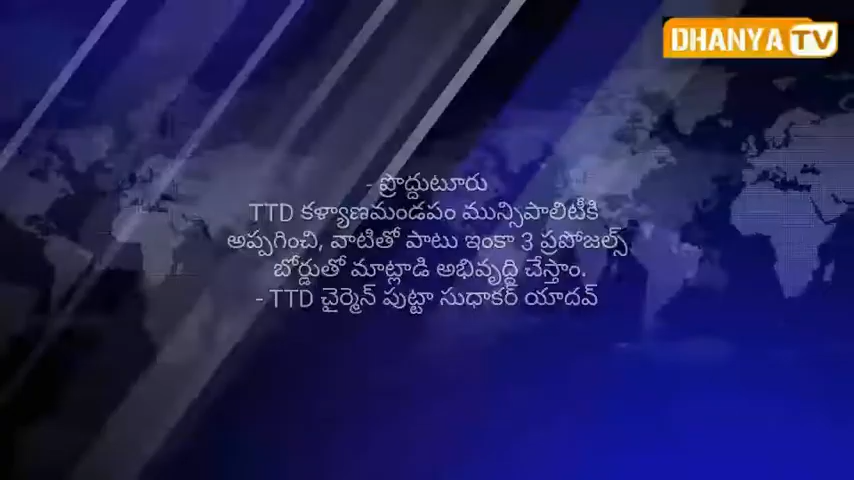 DHANYA TV
- ప్రొద్దుటూరు
TTD కళ్యాణమండపం మున్సిపాలిటీకి
అప్పగించి, వాటితో పాటు ఇంకా 3 ప్రపోజల్స్
బోర్డుతో మాట్లాడి అభివృద్ధి చేస్తాం.
- TTD చైర్మెన్ పుట్టా సుధాకర్ యాదవ్